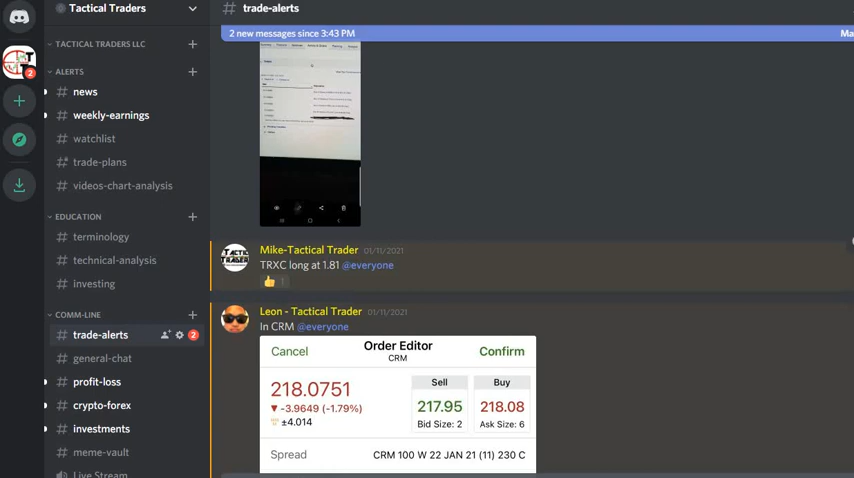 Tactical Traders
# trade-alerts
2 new messages since 3:43 PM
Ma
TACTICAL TRADERS LLC
ALERTS
# news
# weekly-earnings
# watchlist
# trade-plans
# videos-chart-analysis
EDUCATION
# terminology
# technical-analysis
# investing
COMM-LINE
# trade-alerts 2
# general-chat
# profit-loss
# crypto-forex
# investments
# meme-vault
Live Stream
2
Mike-Tactical Trader 01/11/2021
TRXC long at 1.81 @everyone
1
Leon - Tactical Trader 01/11/2021
In CRM @everyone
Cancel Order Editor Confirm
CRM
218.0751
-3.9649 (-1.79%)
±4.014
Sell Buy
217.95 218.08
Bid Size: 2 Ask Size: 6
Spread CRM 100 W 22 JAN 21 (11) 230 C